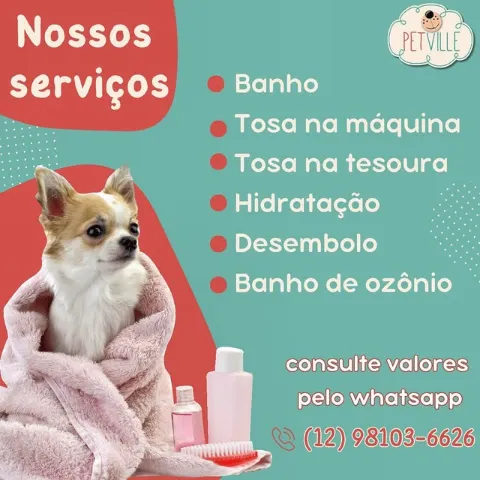 Nossos
serviços
PETVILLE
Banho
Tosa na máquina
Tosa na tesoura
Hidratação
Desembolo
Banho de ozônio
consulte valores
pelo whatsapp
(12) 98103-6626